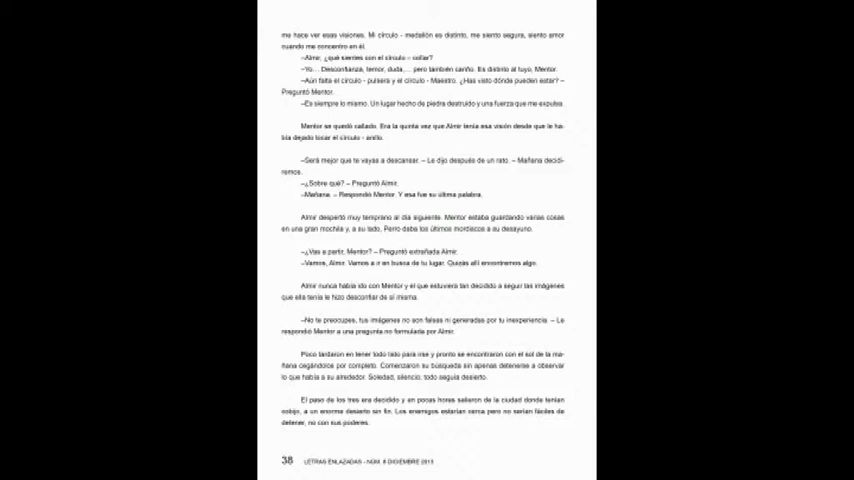 me hace ver esas visiones. Mi círculo - medallón es distinto, me siento segura, siento amor
cuando me concentro en él.
–Almir, ¿qué sientes con el círculo – collar?
–Yo… Desconfianza, temor, duda,… pero también cariño. Es distinto al tuyo, Mentor.
–Aún falta el círculo - pulsera y el círculo - Maestro. ¿Has visto dónde pueden estar? –
Preguntó Mentor.
–Es siempre lo mismo. Un lugar hecho de piedra destruido y una fuerza que me expulsa.
Mentor se quedó callado. Era la quinta vez que Almir tenía esa visión desde que le ha-
bía dejado tocar el círculo - anillo.
–Será mejor que te vayas a descansar. – Le dijo después de un rato. – Mañana decidi-
remos.
–¿Sobre qué? – Preguntó Almir.
–Mañana. – Respondió Mentor. Y esa fue su última palabra.
Almir despertó muy temprano al día siguiente. Mentor estaba guardando varias cosas
en una gran mochila y, a su lado, Perro daba los últimos mordiscos a su desayuno.
–¿Vas a partir, Mentor? – Preguntó extrañada Almir.
–Vamos, Almir. Vamos a ir en busca de tu lugar. Quizás allí encontremos algo.
Almir nunca había ido con Mentor y el que estuviera tan decidido a seguir las imágenes
que ella tenía le hizo desconfiar de sí misma.
–No te preocupes, tus imágenes no son falsas ni generadas por tu inexperiencia. – Le
respondió Mentor a una pregunta no formulada por Almir.
Poco tardaron en tener todo listo para irse y pronto se encontraron con el sol de la ma-
ñana cegándoros por completo. Comenzaron su búsqueda sin apenas detenerse a observar
lo que había a su alrededor. Soledad, silencio; todo seguía desierto.
El paso de los tres era decidido y en pocas horas salieron de la ciudad donde tenían
cobijo, a un enorme desierto sin fin. Los enemigos estarían cerca pero no serían fáciles de
detener, no con sus poderes.
38 LETRAS ENLAZADAS - NÚM. 8 DICIEMBRE 2013